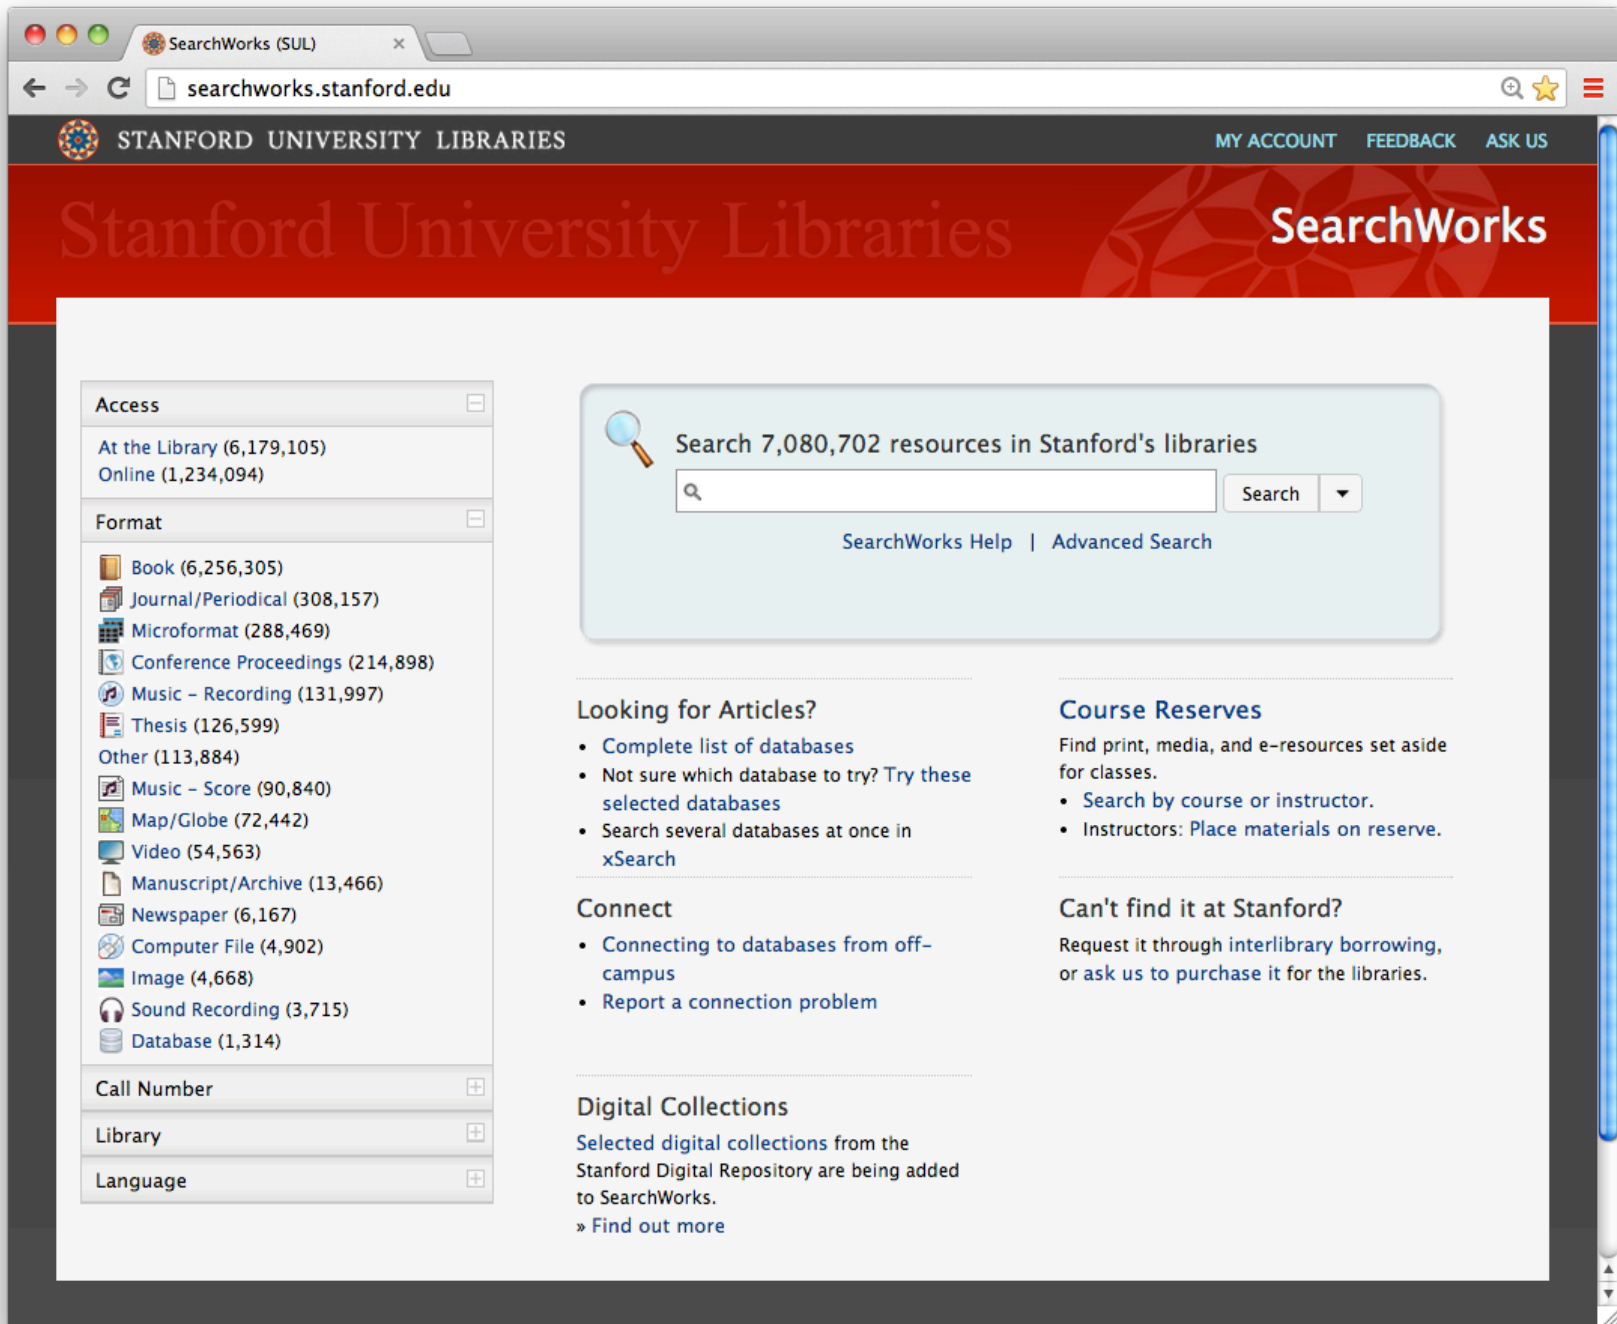 SearchWorks (SUL)
searchworks.stanford.edu
STANFORD UNIVERSITY LIBRARIES
MY ACCOUNT FEEDBACK ASK US
Stanford University Libraries
SearchWorks
Access
At the Library (6,179,105)
Online (1,234,094)
Format
Book (6,256,305)
Journal/Periodical (308,157)
Microformat (288,469)
Conference Proceedings (214,898)
Music – Recording (131,997)
Thesis (126,599)
Other (113,884)
Music – Score (90,840)
Map/Globe (72,442)
Video (54,563)
Manuscript/Archive (13,466)
Newspaper (6,167)
Computer File (4,902)
Image (4,668)
Sound Recording (3,715)
Database (1,314)
Call Number
Library
Language
Search 7,080,702 resources in Stanford's libraries
Search
SearchWorks Help | Advanced Search
Looking for Articles?
• Complete list of databases
• Not sure which database to try? Try these
selected databases
• Search several databases at once in
xSearch
Course Reserves
Find print, media, and e-resources set aside
for classes.
• Search by course or instructor.
• Instructors: Place materials on reserve.
Connect
• Connecting to databases from off-
campus
• Report a connection problem
Can't find it at Stanford?
Request it through interlibrary borrowing,
or ask us to purchase it for the libraries.
Digital Collections
Selected digital collections from the
Stanford Digital Repository are being added
to SearchWorks.
» Find out more